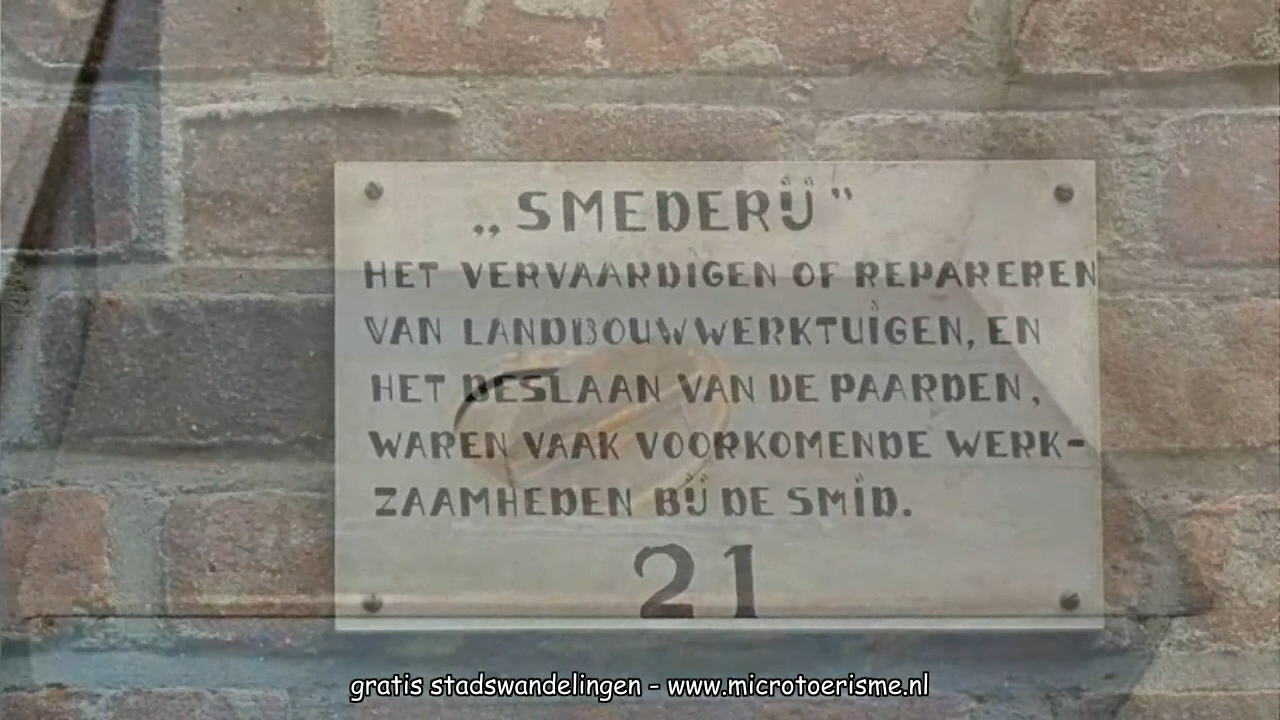 „SMEDERIJ”
HET VERVAARDIGEN OF REPAREREN
VAN LANDBOUWWERKTUIGEN, EN
HET BESLAAN VAN DE PAARDEN,
WAREN VAAK VOORKOMENDE WERK-
ZAAMHEDEN BIJ DE SMID.
21
gratis stadswandelingen - www.microtoerisme.nl